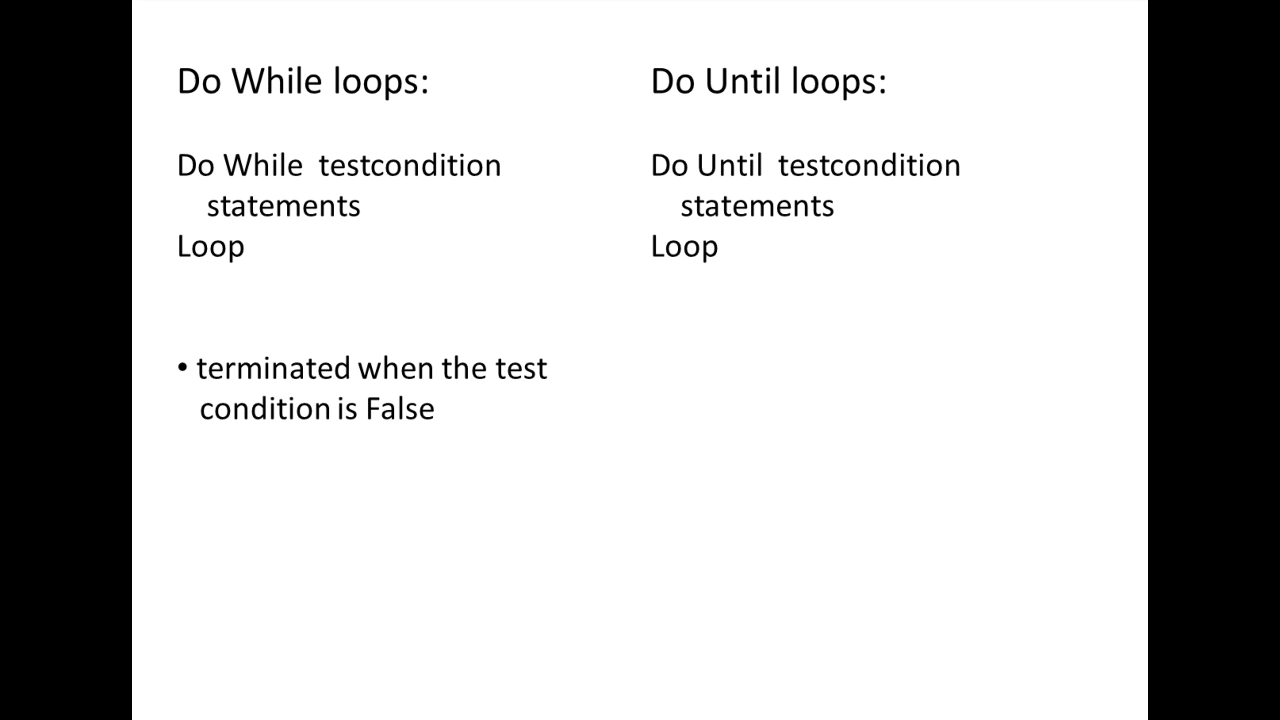 Do While loops:
Do While  testcondition
statements
Loop
• terminated when the test
condition is False
Do Until loops:
Do Until  testcondition
statements
Loop